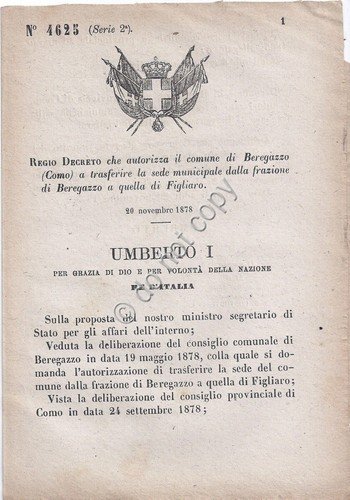 N° 4625 (Serie 2ª).
1
REGIO DECRETO che autorizza il comune di Beregazzo
(Como) a trasferire la sede municipale dalla frazione
di Beregazzo a quella di Figliaro.
20 novembre 1878
UMBERTO I
PER GRAZIA DI DIO E PER VOLONTÀ DELLA NAZIONE
RE D'ITALIA
Sulla proposta del nostro ministro segretario di
Stato per gli affari dell'interno;
Veduta la deliberazione del consiglio comunale di
Beregazzo in data 19 maggio 1878, colla quale si do-
manda l'autorizzazione di trasferire la sede del co-
mune dalla frazione di Beregazzo a quella di Figliaro;
Vista la deliberazione del consiglio provinciale di
Como in data 24 settembre 1878;
do not copy